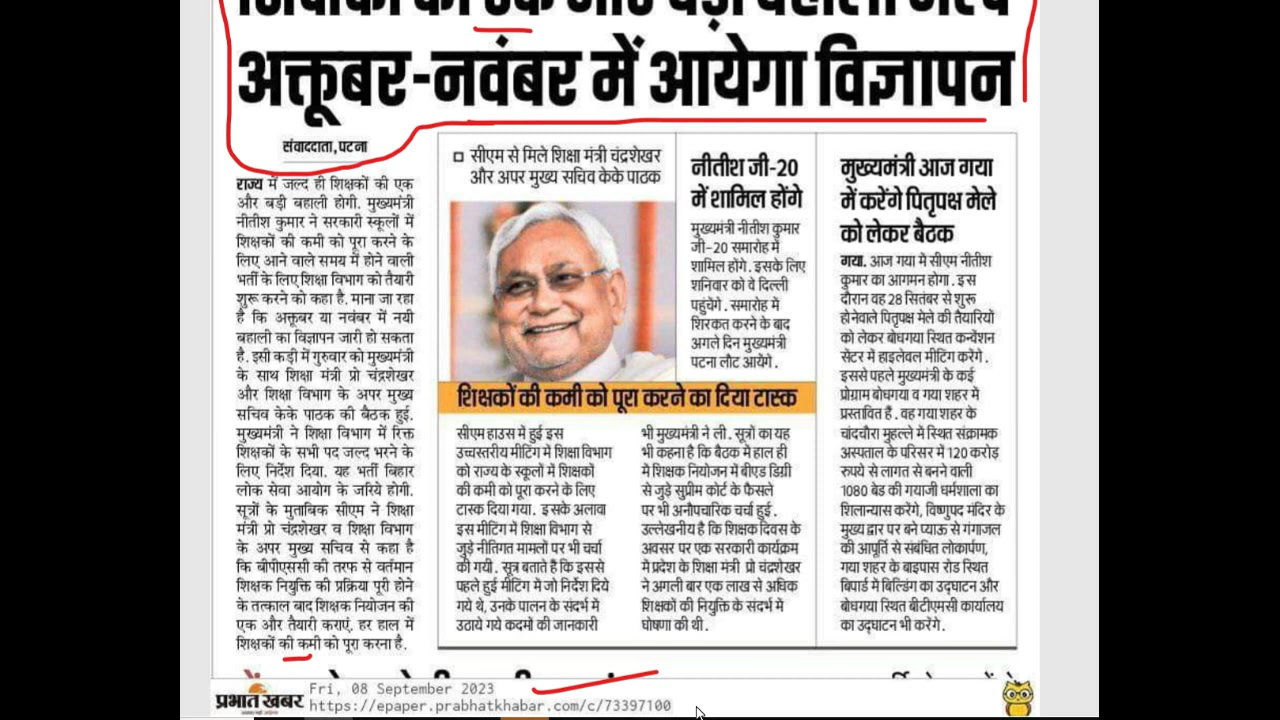 शिक्षकों की एक और बड़ी बहाली जल्द
अक्तूबर-नवंबर में आयेगा विज्ञापन
संवाददाता, पटना
राज्य में जल्द ही शिक्षकों की एक
और बड़ी बहाली होगी. मुख्यमंत्री
नीतीश कुमार ने सरकारी स्कूलों में
शिक्षकों की कमी को पूरा करने के
लिए आने वाले समय में होने वाली
भर्ती के लिए शिक्षा विभाग को तैयारी
शुरू करने को कहा है. माना जा रहा
है कि अक्तूबर या नवंबर में नयी
बहाली का विज्ञापन जारी हो सकता
है. इसी कड़ी में गुरुवार को मुख्यमंत्री
के साथ शिक्षा मंत्री प्रो चंद्रशेखर
और शिक्षा विभाग के अपर मुख्य
सचिव केके पाठक की बैठक हुई.
मुख्यमंत्री ने शिक्षा विभाग में रिक्त
शिक्षकों के सभी पद जल्द भरने के
लिए निर्देश दिया. यह भर्ती बिहार
लोक सेवा आयोग के जरिये होगी.
सूत्रों के मुताबिक सीएम ने शिक्षा
मंत्री प्रो चंद्रशेखर व शिक्षा विभाग
के अपर मुख्य सचिव से कहा है
कि बीपीएससी की तरफ से वर्तमान
शिक्षक नियुक्ति की प्रक्रिया पूरी होने
के तत्काल बाद शिक्षक नियोजन की
एक और तैयारी कराएं. हर हाल में
शिक्षकों की कमी को पूरा करना है.
सीएम से मिले शिक्षा मंत्री चंद्रशेखर
और अपर मुख्य सचिव केके पाठक
शिक्षकों की कमी को पूरा करने का दिया टास्क
सीएम हाउस में हुई इस
उच्चस्तरीय मीटिंग में शिक्षा विभाग
को राज्य के स्कूलों में शिक्षकों
की कमी को पूरा करने के लिए
टास्क दिया गया. इसके अलावा
इस मीटिंग में शिक्षा विभाग से
जुड़े नीतिगत मामलों पर भी चर्चा
की गयी. सूत्र बताते है कि इससे
पहले हुई मीटिंग में जो निर्देश दिये
गये थे, उनके पालन के संदर्भ में
उठाये गये कदमों की जानकारी
भी मुख्यमंत्री ने ली. सूत्रों का यह
भी कहना है कि बैठक में हाल ही
में शिक्षक नियोजन में बीएड डिग्री
से जुड़े सुप्रीम कोर्ट के फैसले
पर भी अनौपचारिक चर्चा हुई.
उल्लेखनीय है कि शिक्षक दिवस के
अवसर पर एक सरकारी कार्यक्रम
में प्रदेश के शिक्षा मंत्री प्रो चंद्रशेखर
ने अगली बार एक लाख से अधिक
शिक्षकों की नियुक्ति के संदर्भ में
घोषणा की थी.
नीतीश जी-20
में शामिल होंगे
मुख्यमंत्री नीतीश कुमार
जी-20 समारोह में
शामिल होंगे. इसके लिए
शनिवार को वे दिल्ली
पहुंचेंगे. समारोह में
शिरकत करने के बाद
अगले दिन मुख्यमंत्री
पटना लौट आयेंगे.
मुख्यमंत्री आज गया
में करेंगे पितृपक्ष मेले
को लेकर बैठक
गया. आज गया में सीएम नीतीश
कुमार का आगमन होगा. इस
दौरान वह 28 सितंबर से शुरू
होनेवाले पितृपक्ष मेले की तैयारियों
को लेकर बोधगया स्थित कन्वेंशन
सेंटर में हाइलेवल मीटिंग करेंगे.
इससे पहले मुख्यमंत्री के कई
प्रोग्राम बोधगया व गया शहर में
प्रस्तावित हैं. वह गया शहर के
चांदचौरा मुहल्ले में स्थित संक्रामक
अस्पताल के परिसर में 120 करोड़
रुपये से लागत से बनने वाली
1080 बेड की गयाजी धर्मशाला का
शिलान्यास करेंगे, विष्णुपद मंदिर के
मुख्य द्वार पर बने प्याऊ से गंगाजल
की आपूर्ति से संबंधित लोकार्पण,
गया शहर के बाइपास रोड स्थित
बिपार्ड में बिल्डिंग का उद्घाटन और
बोधगया स्थित बीटीएमसी कार्यालय
का उद्घाटन भी करेंगे.
प्रभात खबर
Fri, 08 September 2023
https://epaper.prabhatkhabar.com/c/73397100